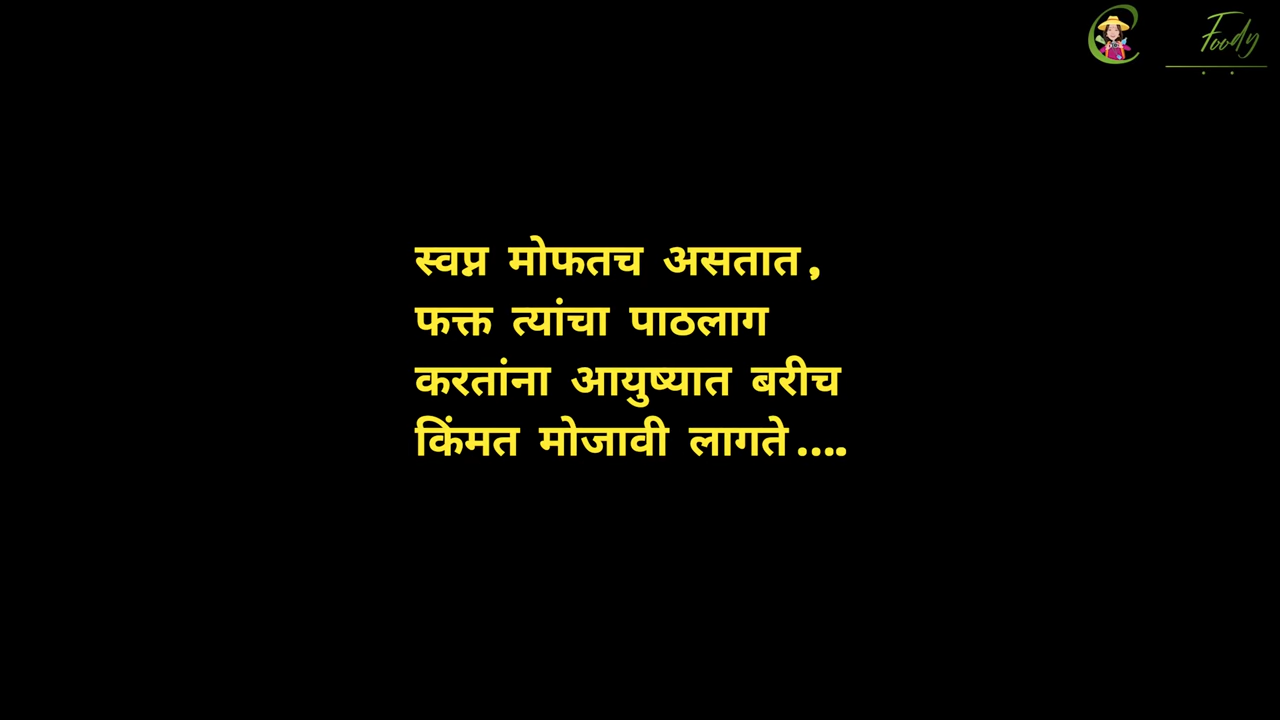 Foody
स्वप्न मोफतच असतात,
फक्त त्यांचा पाठलाग
करतांना आयुष्यात बरीच
किंमत मोजावी लागते....